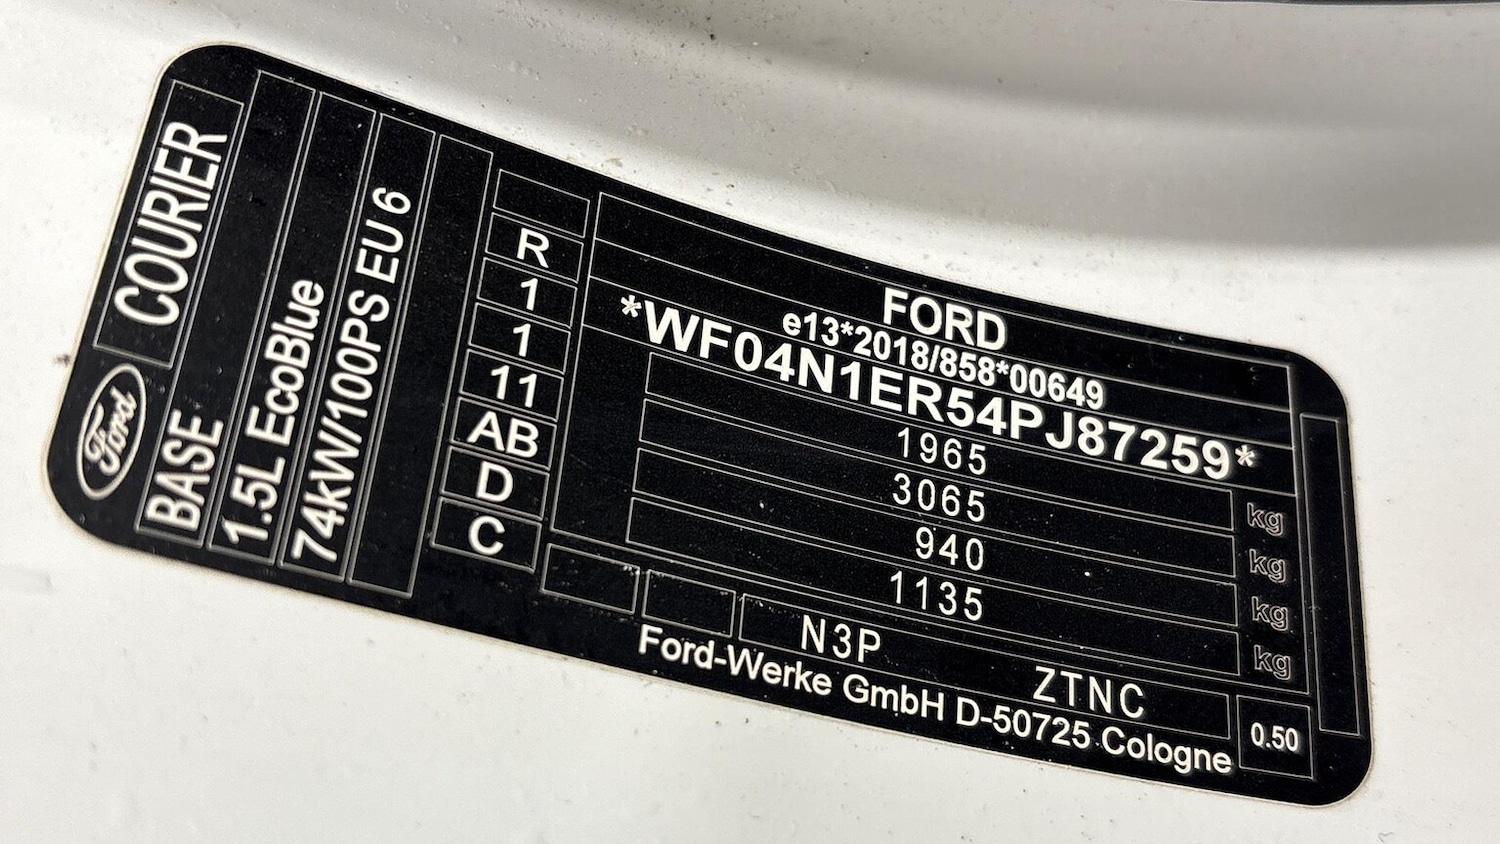 COURIER
Ford
BASE
1.5L EcoBlue
74kW/100PS EU 6
R
1
1
11
AB
D
C
FORD
e13*2018/858*00649
*WF04N1ER54PJ87259*
1965 kg
3065 kg
940 kg
1135 kg
N3P ZTNC
Ford-Werke GmbH D-50725 Cologne
0.50